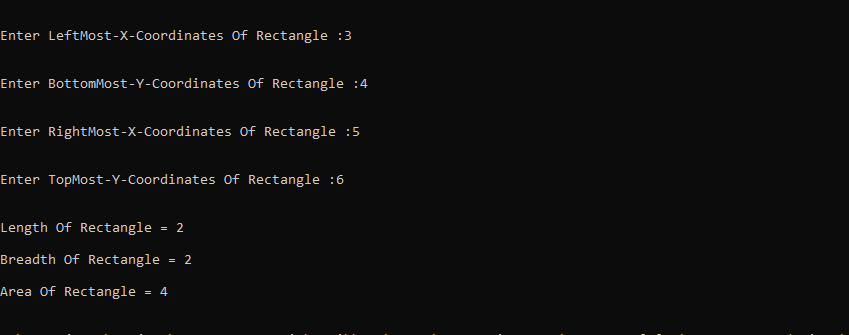 Enter LeftMost-X-Coordinates Of Rectangle :3
Enter BottomMost-Y-Coordinates Of Rectangle :4
Enter RightMost-X-Coordinates Of Rectangle :5
Enter TopMost-Y-Coordinates Of Rectangle :6
Length Of Rectangle = 2
Breadth Of Rectangle = 2
Area Of Rectangle = 4